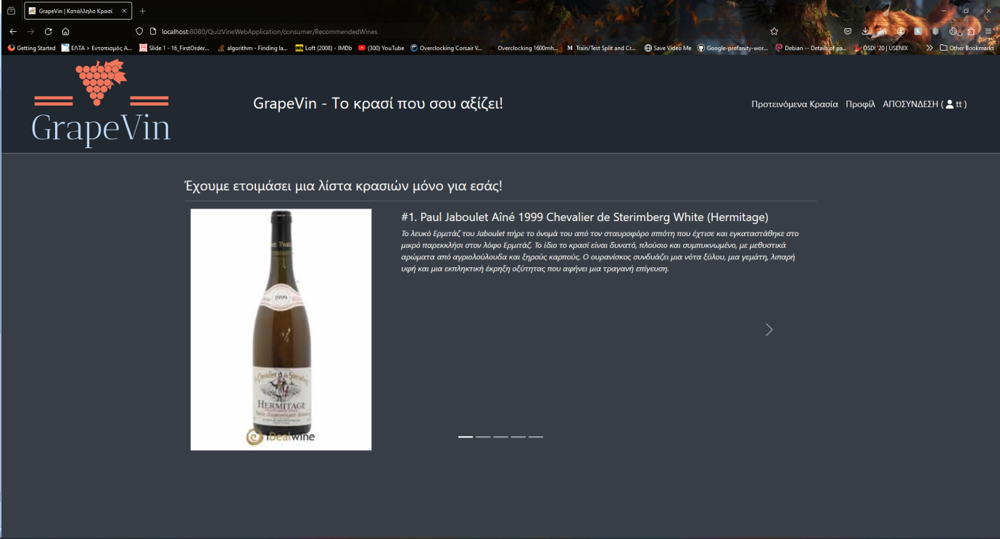 GrapeVin | Κατάλληλο Κρασί
localhost:8080/QuizVineWebApplication/consumer/RecommendedWines
Getting Started ΕΛΤΑ > Εντοπισμός Α... Slide 1 - 16_FirstOrder... algorithm - Finding la... Loft (2008) - IMDb (300) YouTube Overclocking Corsair V... Overclocking 1600mh... Train/Test Split and Cr... Save Video Me Google-profanity-wor... Debian -- Details of pa... OSDI '20 | USENIX Other Bookmarks
GrapeVin
GrapeVin - Το κρασί που σου αξίζει!
Προτεινόμενα Κρασία Προφίλ ΑΠΟΣΥΝΔΕΣΗ ( tt )
Έχουμε ετοιμάσει μια λίστα κρασιών μόνο για εσάς!
1999
HERMITAGE
iDealwine
#1. Paul Jaboulet Aîné 1999 Chevalier de Sterimberg White (Hermitage)
Το λευκό Ερμιτάζ του Jaboulet πήρε το όνομά του από τον σταυροφόρο ιππότη που έχτισε και εγκαταστάθηκε στο
μικρό παρεκκλήσι στον λόφο Ερμιτάζ. Το ίδιο το κρασί είναι δυνατό, πλούσιο και συμπυκνωμένο, με μεθυστικά
αρώματα από αγριολούλουδα και ξηρούς καρπούς. Ο ουρανίσκος συνδυάζει μια νότα ξύλου, μια γεμάτη, λιπαρή
υφή και μια εκπληκτική έκρηξη οξύτητας που αφήνει μια τραγανή επίγευση.